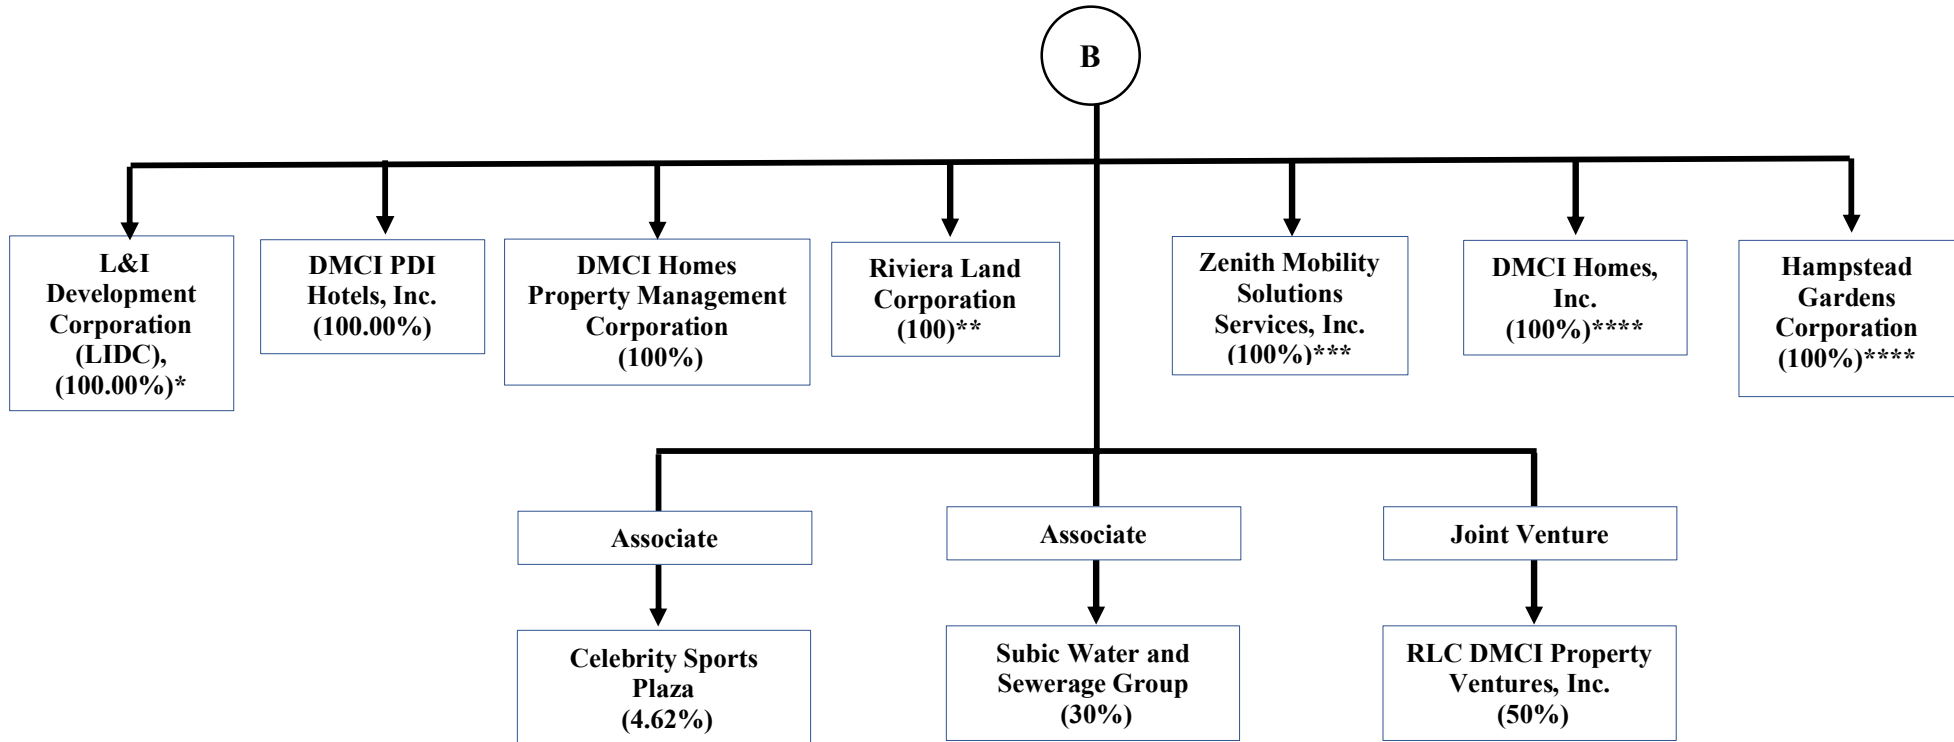 B
L&I
Development
Corporation
(LIDC),
(100.00%)*
DMCI PDI
Hotels, Inc.
(100.00%)
DMCI Homes
Property Management
Corporation
(100%)
Riviera Land
Corporation
(100)**
Zenith Mobility
Solutions
Services, Inc.
(100%)***
DMCI Homes,
Inc.
(100%)****
Hampstead
Gardens
Corporation
(100%)****
Associate
Associate
Joint Venture
Celebrity Sports
Plaza
(4.62%)
Subic Water and
Sewerage Group
(30%)
RLC DMCI Property
Ventures, Inc.
(50%)